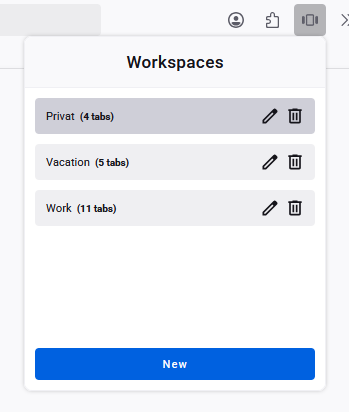 Workspaces
Privat (4 tabs)
Vacation (5 tabs)
Work (11 tabs)
New